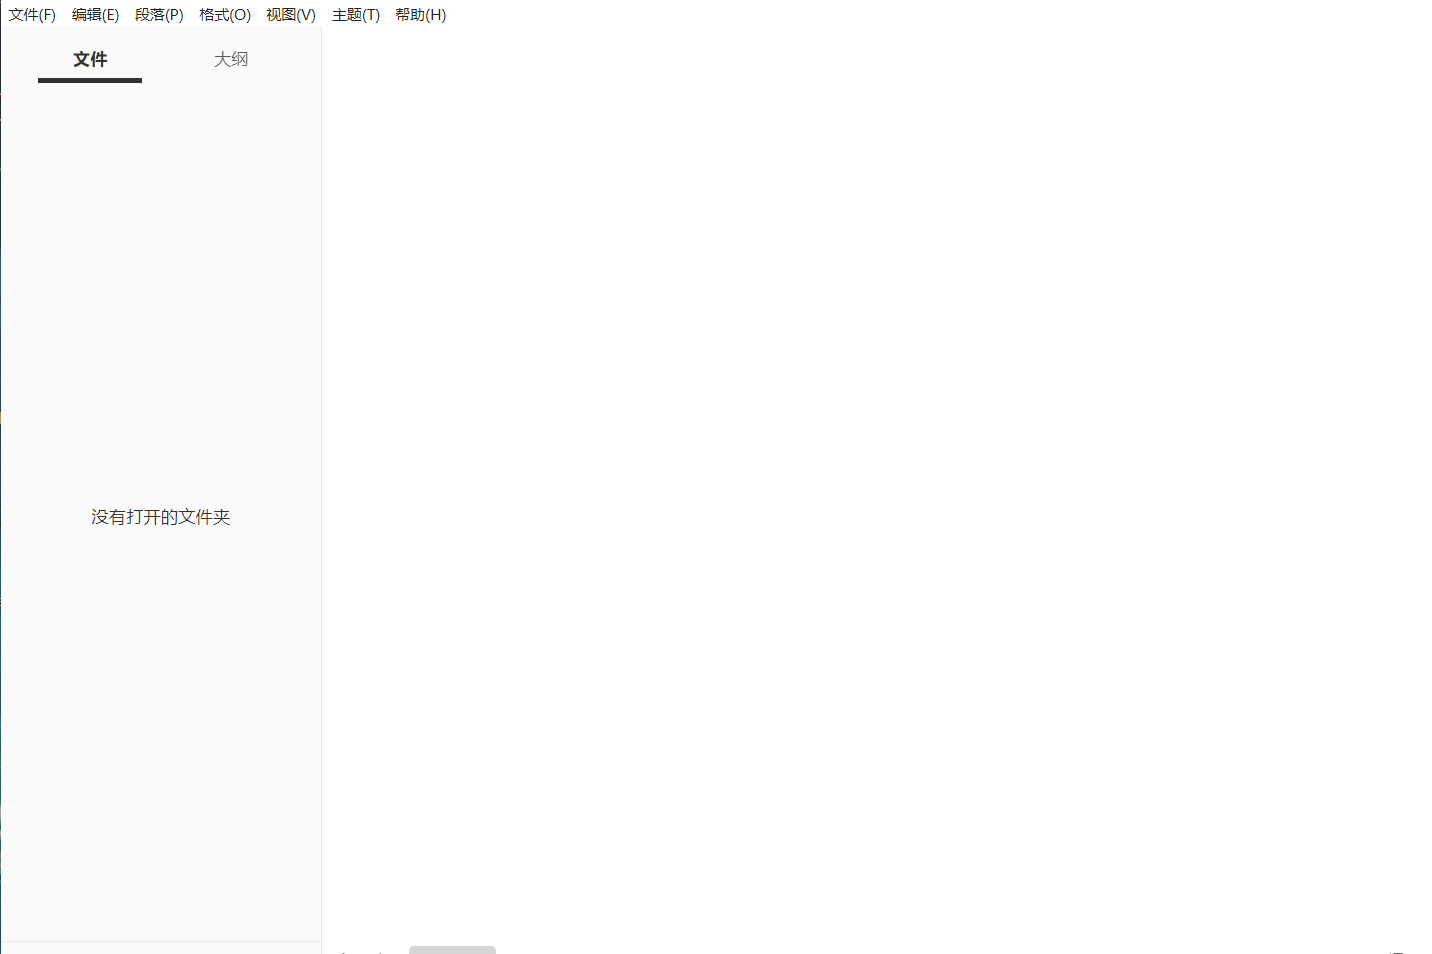 文件(F) 编辑(E) 段落(P) 格式(O) 视图(V) 主题(T) 帮助(H)
文件 大纲
没有打开的文件夹